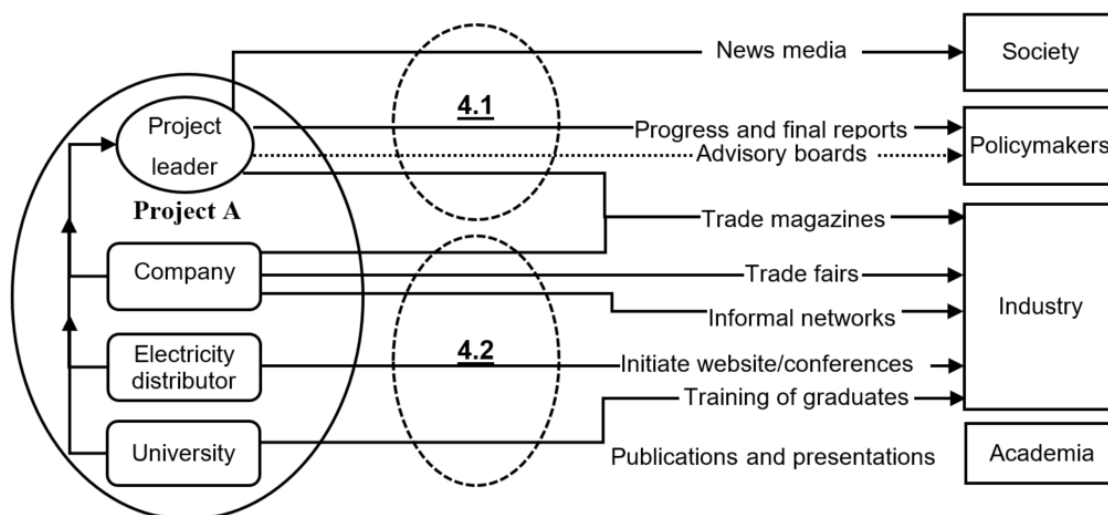 News media
Society
4.1
Project
leader
Progress and final reports
Advisory boards
Policymakers
Project A
Trade magazines
Company
Trade fairs
Industry
Informal networks
4.2
Electricity
distributor
Initiate website/conferences
Training of graduates
University
Publications and presentations
Academia